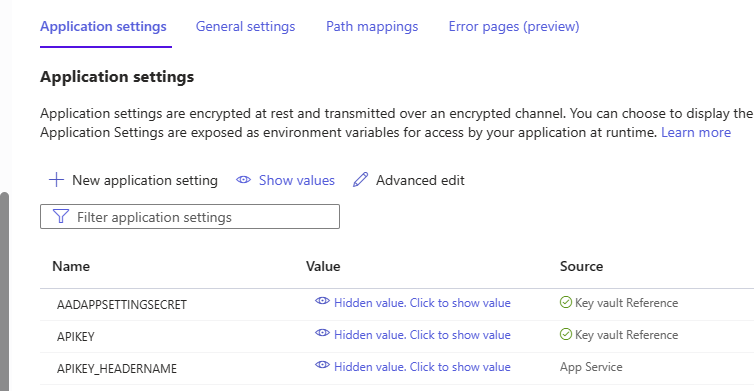 Application settings General settings Path mappings Error pages (preview)
Application settings
Application settings are encrypted at rest and transmitted over an encrypted channel. You can choose to display the
Application Settings are exposed as environment variables for access by your application at runtime. Learn more
New application setting Show values Advanced edit
Filter application settings
Name Value Source
AADAPPSETTINGSECRET Hidden value. Click to show value Key vault Reference
APIKEY Hidden value. Click to show value Key vault Reference
APIKEY_HEADERNAME Hidden value. Click to show value App Service